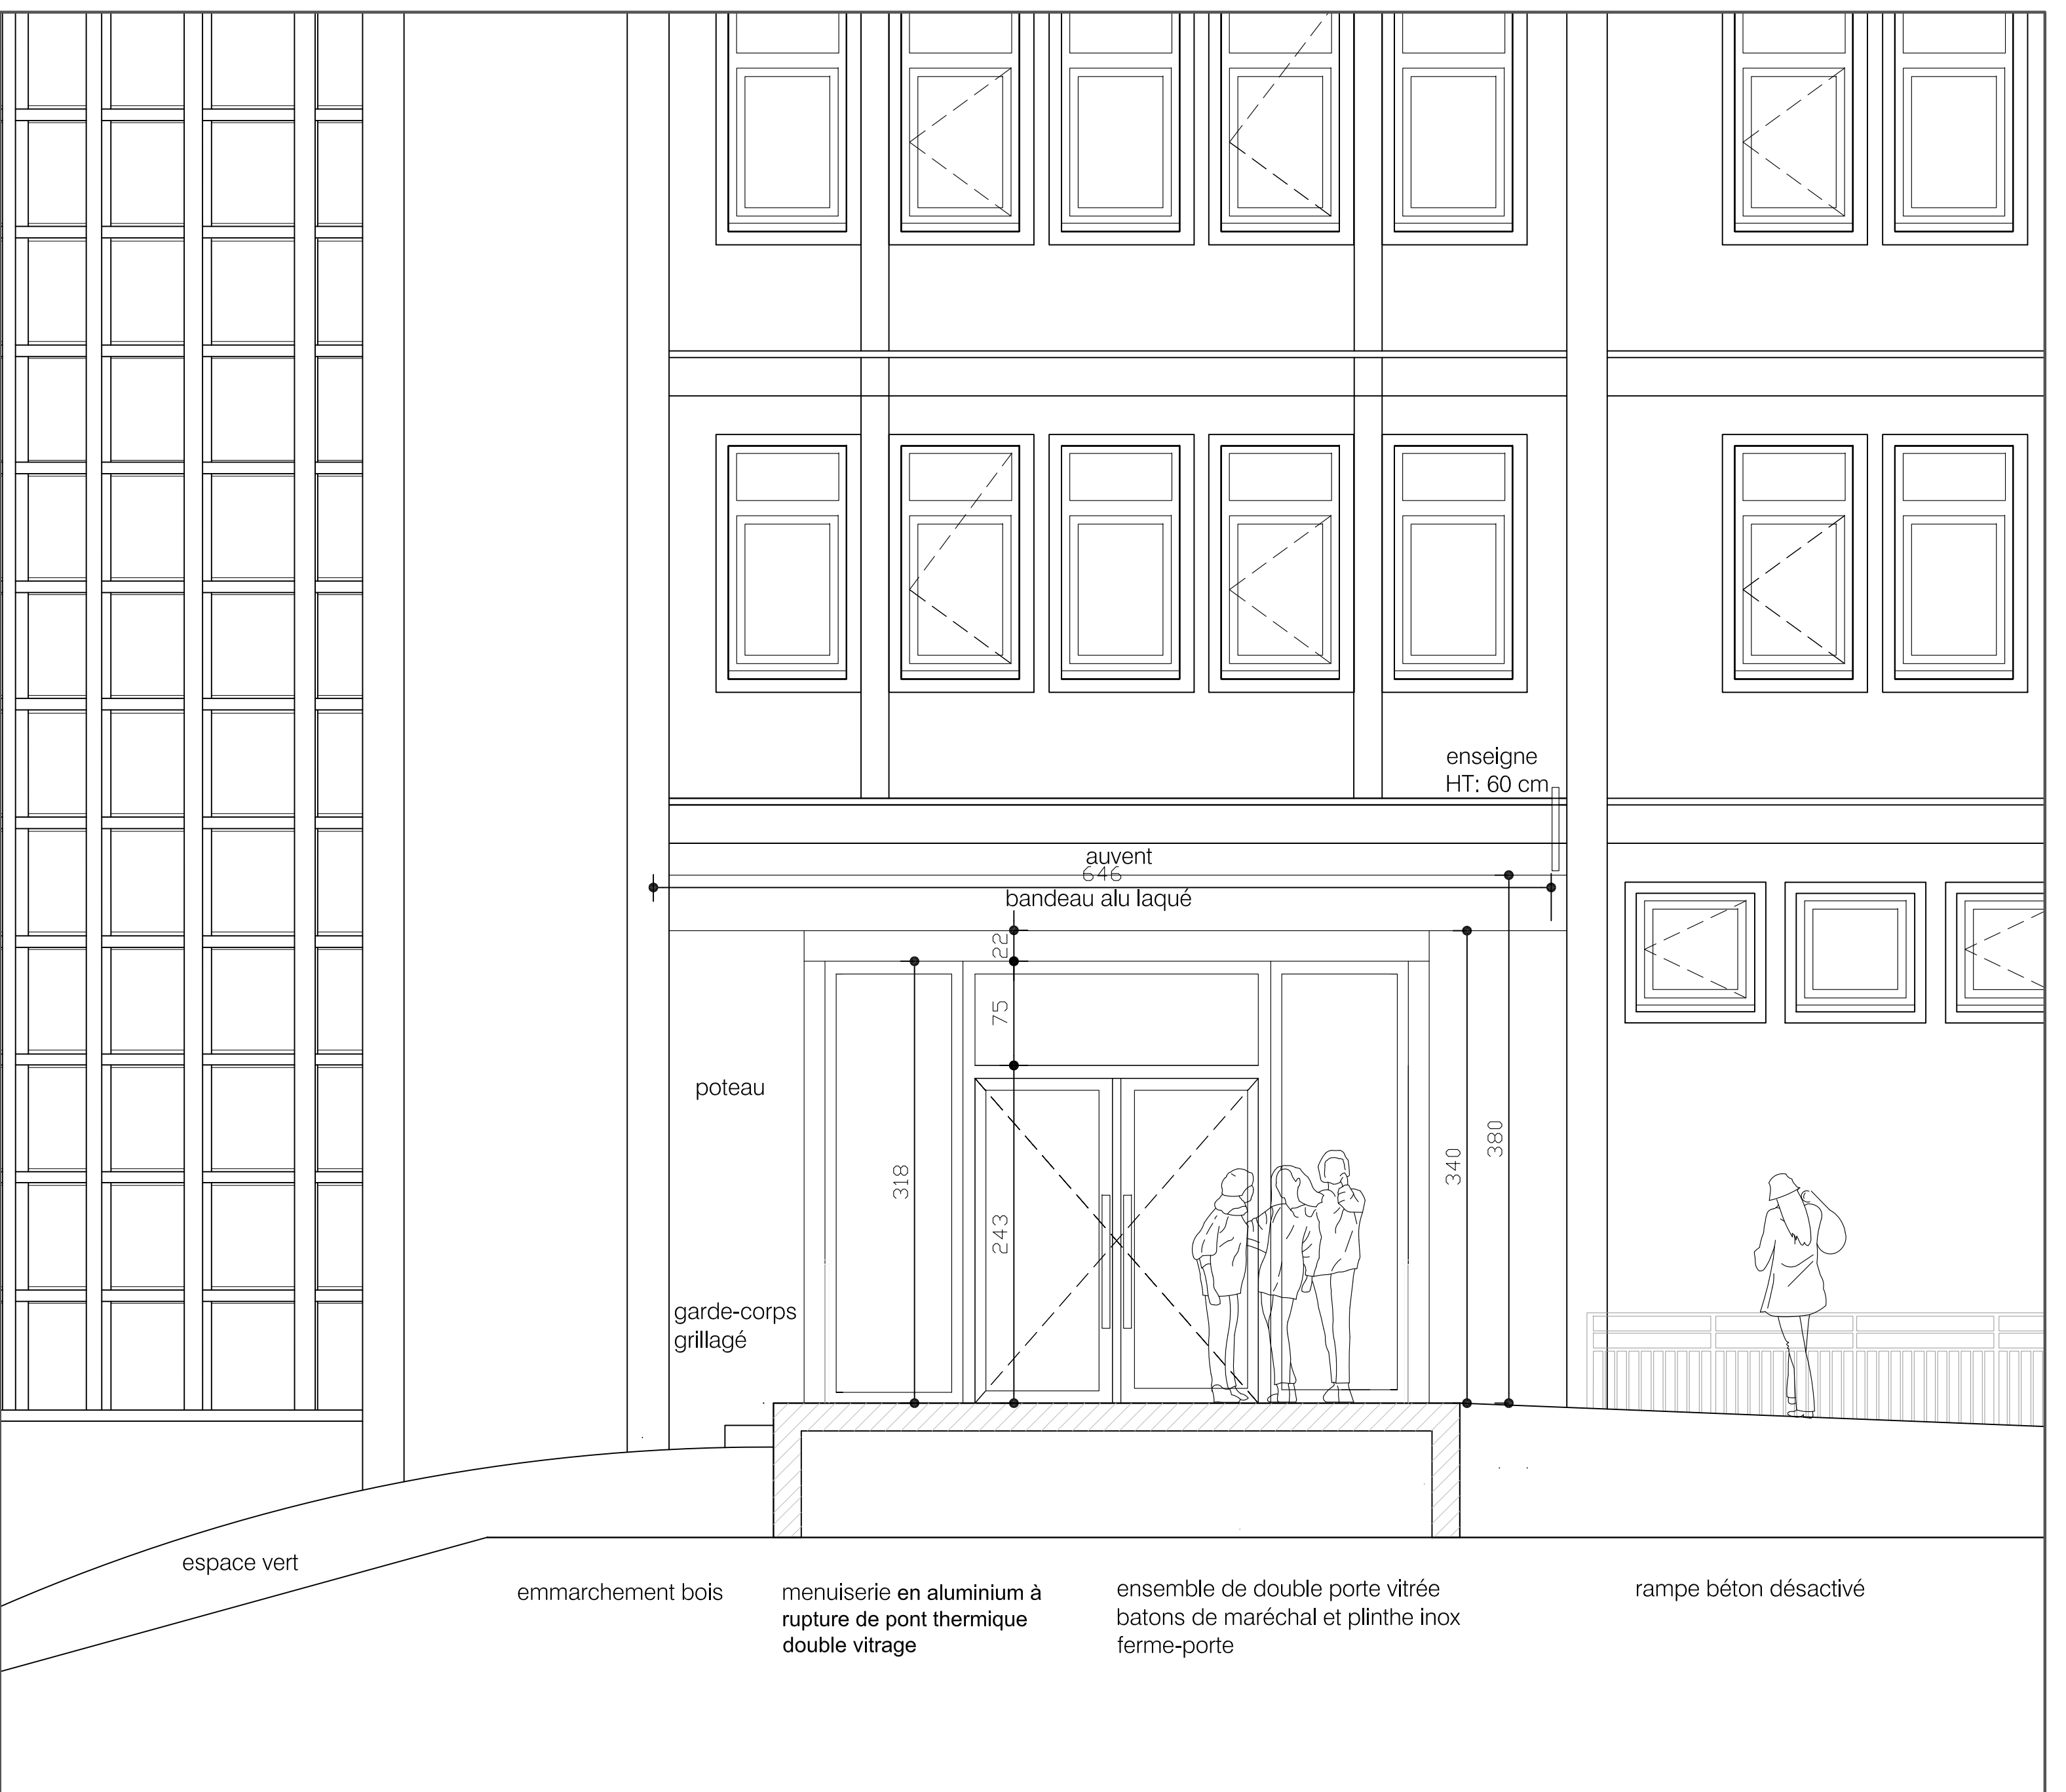 enseigne
HT: 60 cm
auvent
646
bandeau alu laqué
22
75
poteau
318
243
340
380
garde-corps
grillagé
espace vert
emmarchement bois
menuiserie en aluminium à
rupture de pont thermique
double vitrage
ensemble de double porte vitrée
batons de maréchal et plinthe inox
ferme-porte
rampe béton désactivé